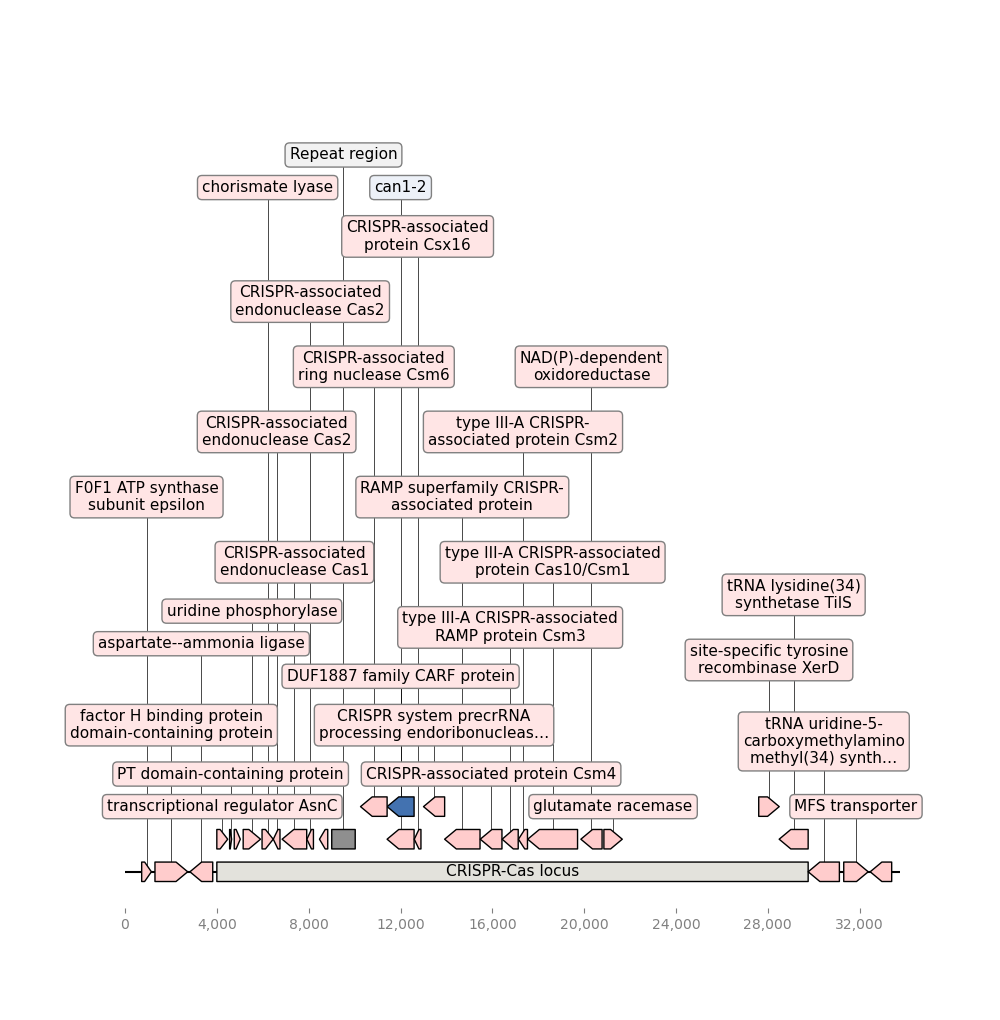 Repeat region
chorismate lyase
can1-2
CRISPR-associated
protein Csx16
CRISPR-associated
endonuclease Cas2
CRISPR-associated
ring nuclease Csm6
NAD(P)-dependent
oxidoreductase
CRISPR-associated
endonuclease Cas2
type III-A CRISPR-
associated protein Csm2
F0F1 ATP synthase
subunit epsilon
RAMP superfamily CRISPR-
associated protein
CRISPR-associated
endonuclease Cas1
type III-A CRISPR-associated
protein Cas10/Csm1
tRNA lysidine(34)
synthetase TilS
uridine phosphorylase
type III-A CRISPR-associated
RAMP protein Csm3
aspartate--ammonia ligase
site-specific tyrosine
recombinase XerD
DUF1887 family CARF protein
factor H binding protein
domain-containing protein
CRISPR system precrRNA
processing endoribonucleas…
tRNA uridine-5-
carboxymethylamino
methyl(34) synth…
PT domain-containing protein
CRISPR-associated protein Csm4
transcriptional regulator AsnC
glutamate racemase
MFS transporter
CRISPR-Cas locus
0
4,000
8,000
12,000
16,000
20,000
24,000
28,000
32,000